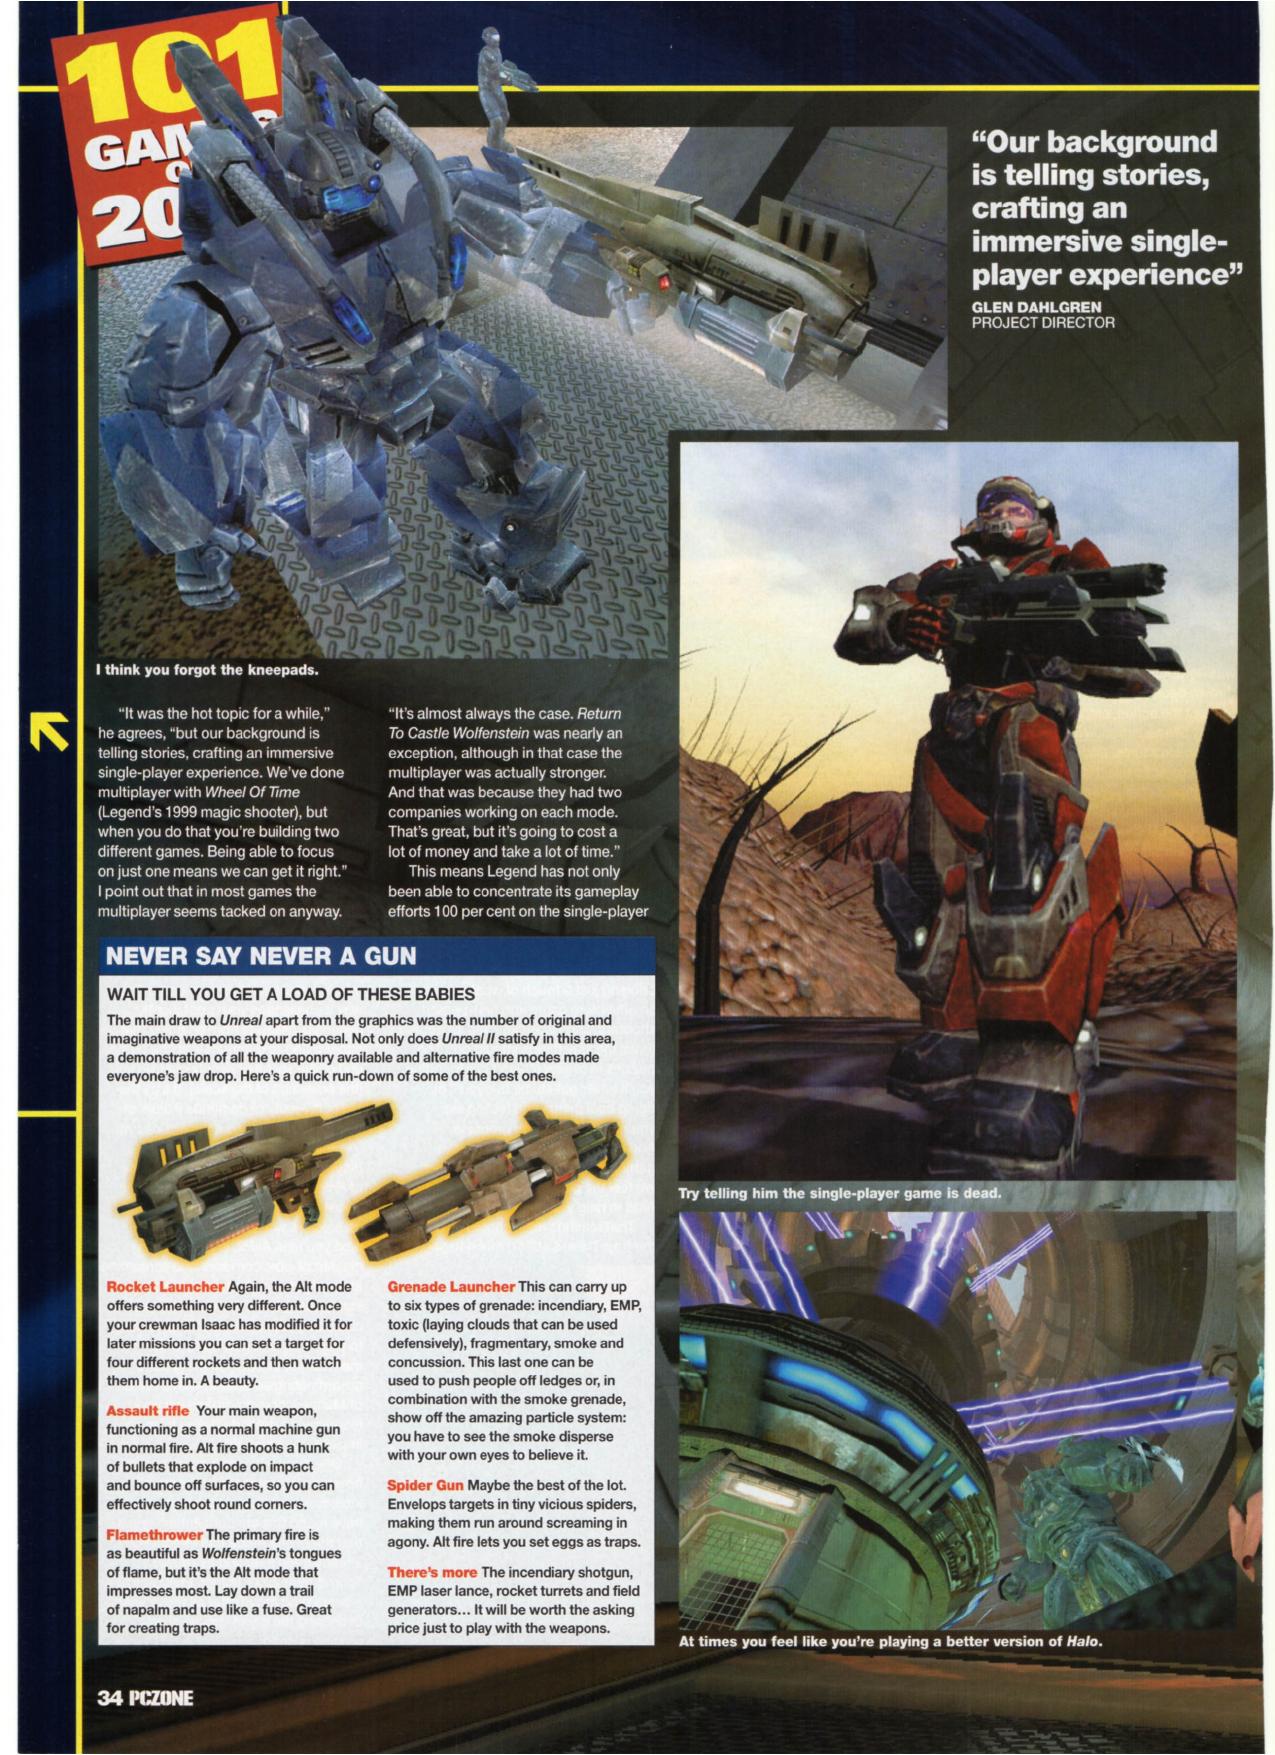 101
GAM
O
20
“Our background
is telling stories,
crafting an
immersive single-
player experience”
GLEN DAHLGREN
PROJECT DIRECTOR
I think you forgot the kneepads.
“It was the hot topic for a while,”
he agrees, “but our background is
telling stories, crafting an immersive
single-player experience. We’ve done
multiplayer with Wheel Of Time
(Legend’s 1999 magic shooter), but
when you do that you’re building two
different games. Being able to focus
on just one means we can get it right.”
I point out that in most games the
multiplayer seems tacked on anyway.
“It’s almost always the case. Return
To Castle Wolfenstein was nearly an
exception, although in that case the
multiplayer was actually stronger.
And that was because they had two
companies working on each mode.
That’s great, but it’s going to cost a
lot of money and take a lot of time.”
This means Legend has not only
been able to concentrate its gameplay
efforts 100 per cent on the single-player
NEVER SAY NEVER A GUN
WAIT TILL YOU GET A LOAD OF THESE BABIES
The main draw to Unreal apart from the graphics was the number of original and
imaginative weapons at your disposal. Not only does Unreal II satisfy in this area,
a demonstration of all the weaponry available and alternative fire modes made
everyone’s jaw drop. Here’s a quick run-down of some of the best ones.
Rocket Launcher Again, the Alt mode
offers something very different. Once
your crewman Isaac has modified it for
later missions you can set a target for
four different rockets and then watch
them home in. A beauty.
Assault rifle Your main weapon,
functioning as a normal machine gun
in normal fire. Alt fire shoots a hunk
of bullets that explode on impact
and bounce off surfaces, so you can
effectively shoot round corners.
Flamethrower The primary fire is
as beautiful as Wolfenstein’s tongues
of flame, but it’s the Alt mode that
impresses most. Lay down a trail
of napalm and use like a fuse. Great
for creating traps.
Grenade Launcher This can carry up
to six types of grenade: incendiary, EMP,
toxic (laying clouds that can be used
defensively), fragmentary, smoke and
concussion. This last one can be
used to push people off ledges or, in
combination with the smoke grenade,
show off the amazing particle system:
you have to see the smoke disperse
with your own eyes to believe it.
Spider Gun Maybe the best of the lot.
Envelops targets in tiny vicious spiders,
making them run around screaming in
agony. Alt fire lets you set eggs as traps.
There’s more The incendiary shotgun,
EMP laser lance, rocket turrets and field
generators... It will be worth the asking
price just to play with the weapons.
Try telling him the single-player game is dead.
At times you feel like you’re playing a better version of Halo.
34 PCZONE